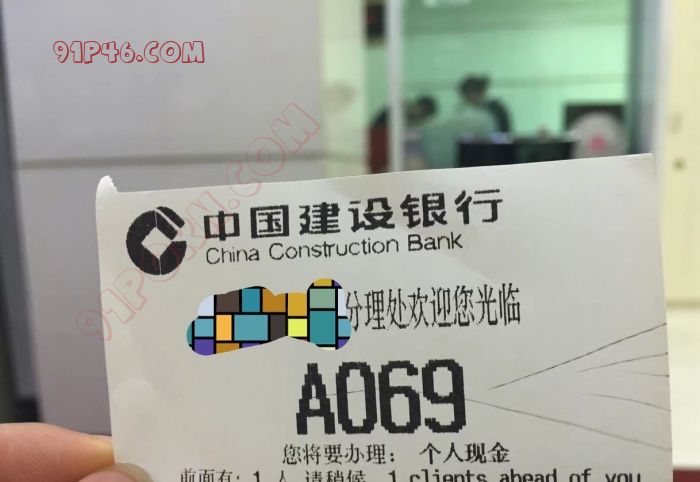 91P46.COM
91PORN.COM
中国建设银行
China Construction Bank
分理处欢迎您光临
A069
您将要办理： 个人现金
前面有: 1 人 请稍候 1 clients ahead of you